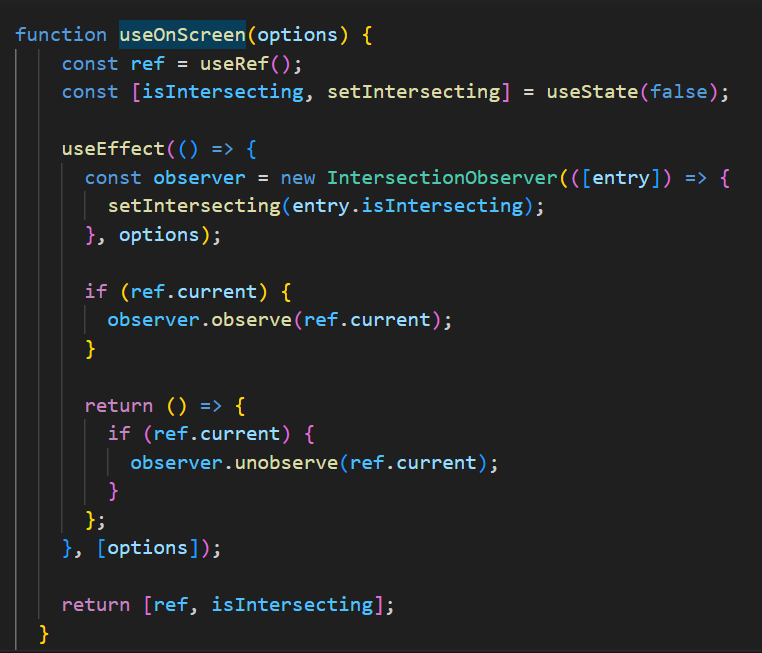 function useOnScreen(options) {
const ref = useRef();
const [isIntersecting, setIntersecting] = useState(false);
useEffect(() => {
const observer = new IntersectionObserver(([entry]) => {
setIntersecting(entry.isIntersecting);
}, options);
if (ref.current) {
observer.observe(ref.current);
}
return () => {
if (ref.current) {
observer.unobserve(ref.current);
}
};
}, [options]);
return [ref, isIntersecting];
}